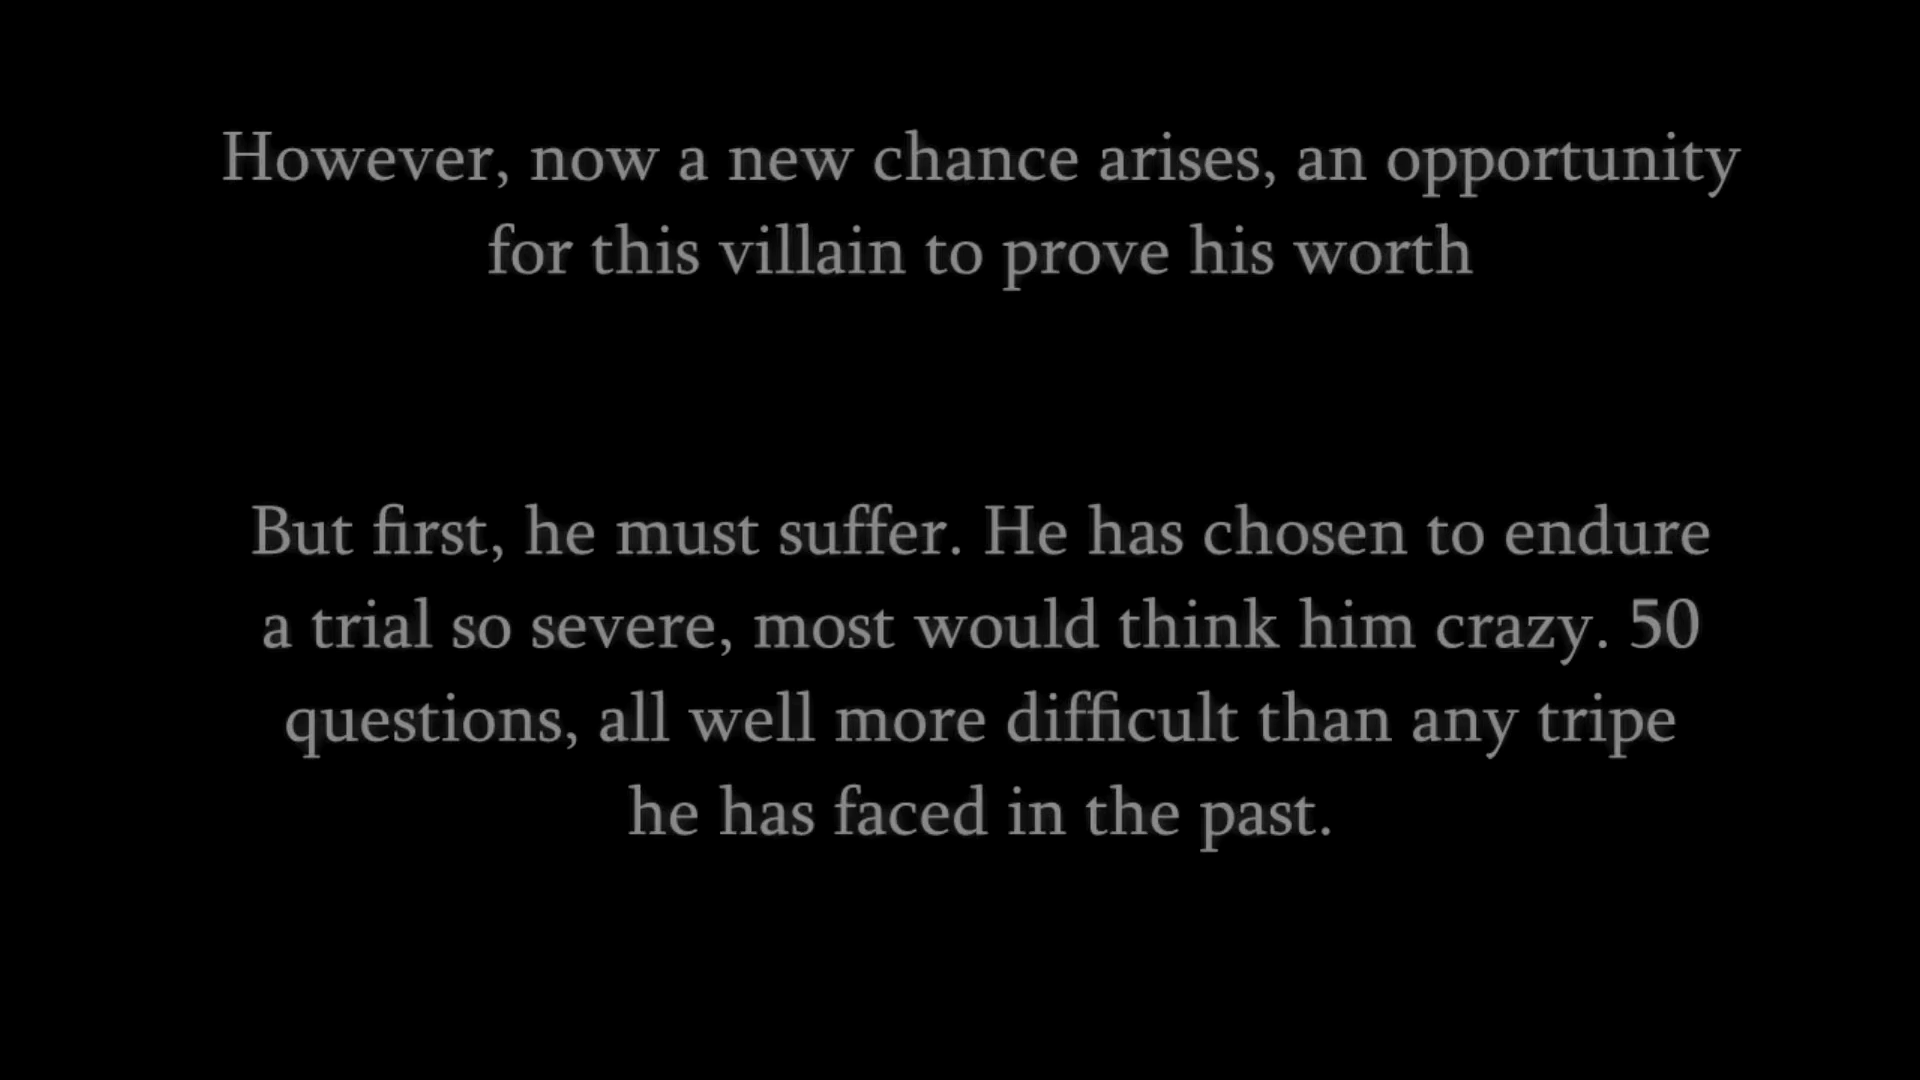 However, now a new chance arises, an opportunity
for this villain to prove his worth
But first, he must suffer. He has chosen to endure
a trial so severe, most would think him crazy. 50
questions, all well more difficult than any tripe
he has faced in the past.